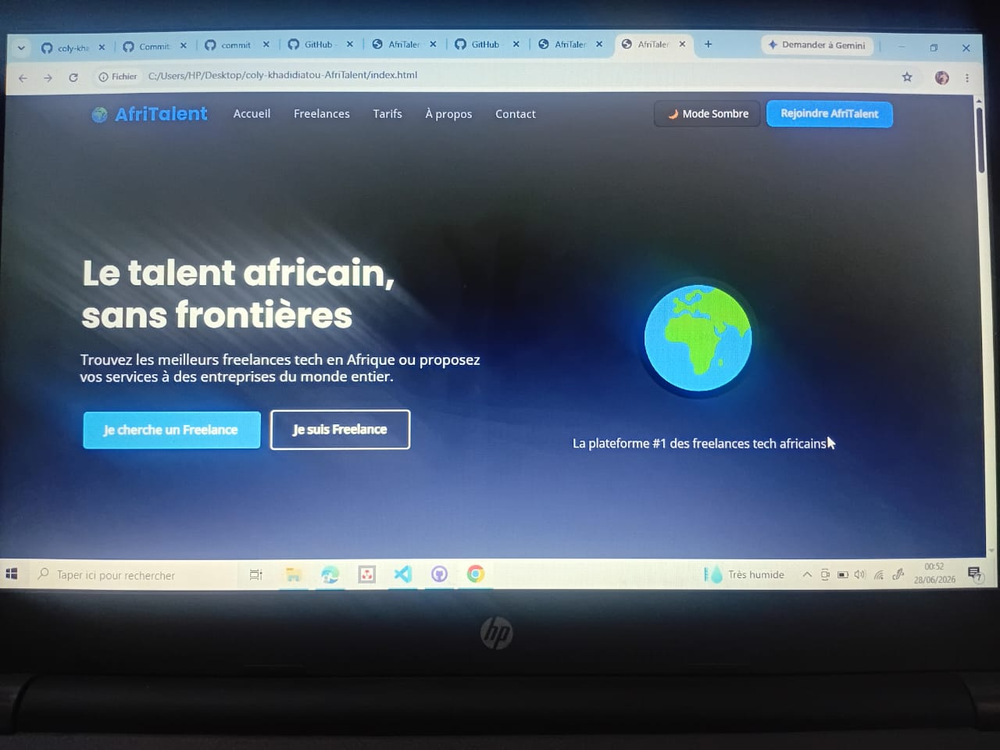 coly-kha
Commit
commit
GitHub
AfriTaler
GitHub
AfriTaler
AfriTaler
Demander à Gemini
Fichier
C:/Users/HP/Desktop/coly-khadidiatou-AfriTalent/index.html
AfriTalent
Accueil
Freelances
Tarifs
À propos
Contact
Mode Sombre
Rejoindre AfriTalent
Le talent africain,
sans frontières
Trouvez les meilleurs freelances tech en Afrique ou proposez
vos services à des entreprises du monde entier.
Je cherche un Freelance
Je suis Freelance
La plateforme #1 des freelances tech africains
Taper ici pour rechercher
Très humide
00:52
28/06/2026
7
hp